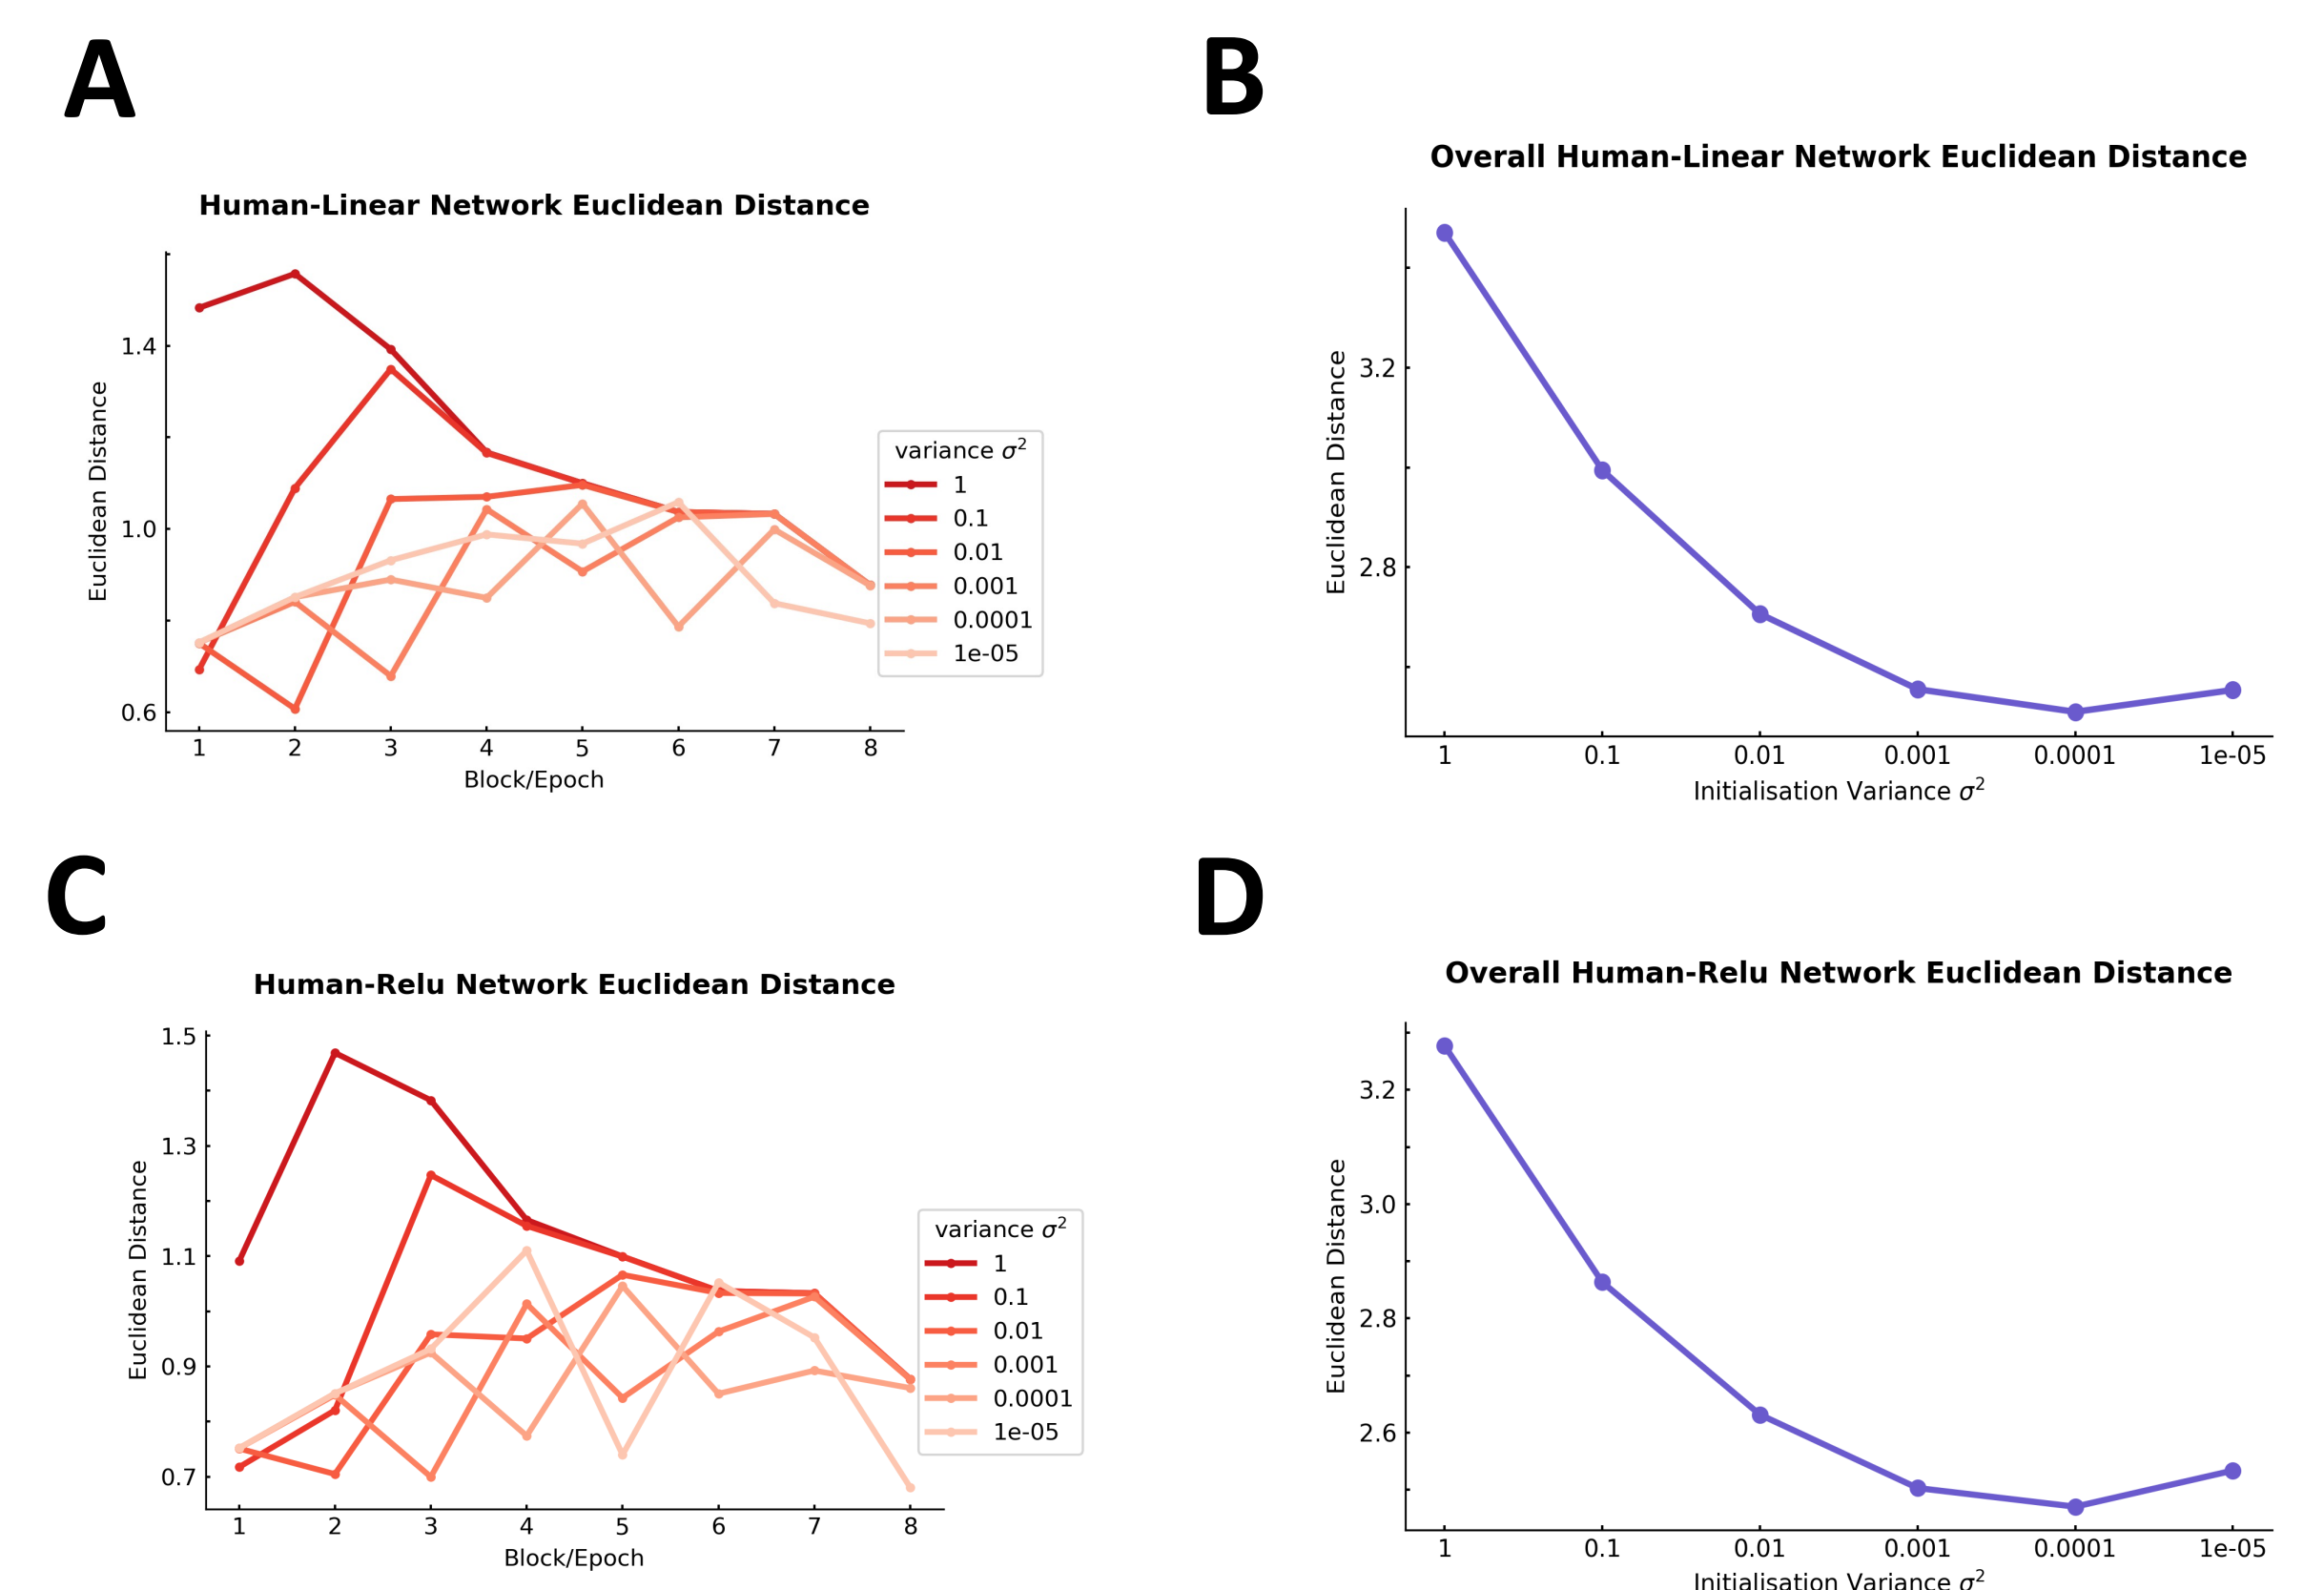 A
Human-Linear Network Euclidean Distance
Euclidean Distance
1.4
1.0
0.6
1 2 3 4 5 6 7 8
Block/Epoch
variance σ²
1
0.1
0.01
0.001
0.0001
1e-05
B
Overall Human-Linear Network Euclidean Distance
Euclidean Distance
3.2
2.8
1 0.1 0.01 0.001 0.0001 1e-05
Initialisation Variance σ²
C
Human-Relu Network Euclidean Distance
Euclidean Distance
1.5
1.3
1.1
0.9
0.7
1 2 3 4 5 6 7 8
Block/Epoch
variance σ²
1
0.1
0.01
0.001
0.0001
1e-05
D
Overall Human-Relu Network Euclidean Distance
Euclidean Distance
3.2
3.0
2.8
2.6
1 0.1 0.01 0.001 0.0001 1e-05
Initialisation Variance σ²